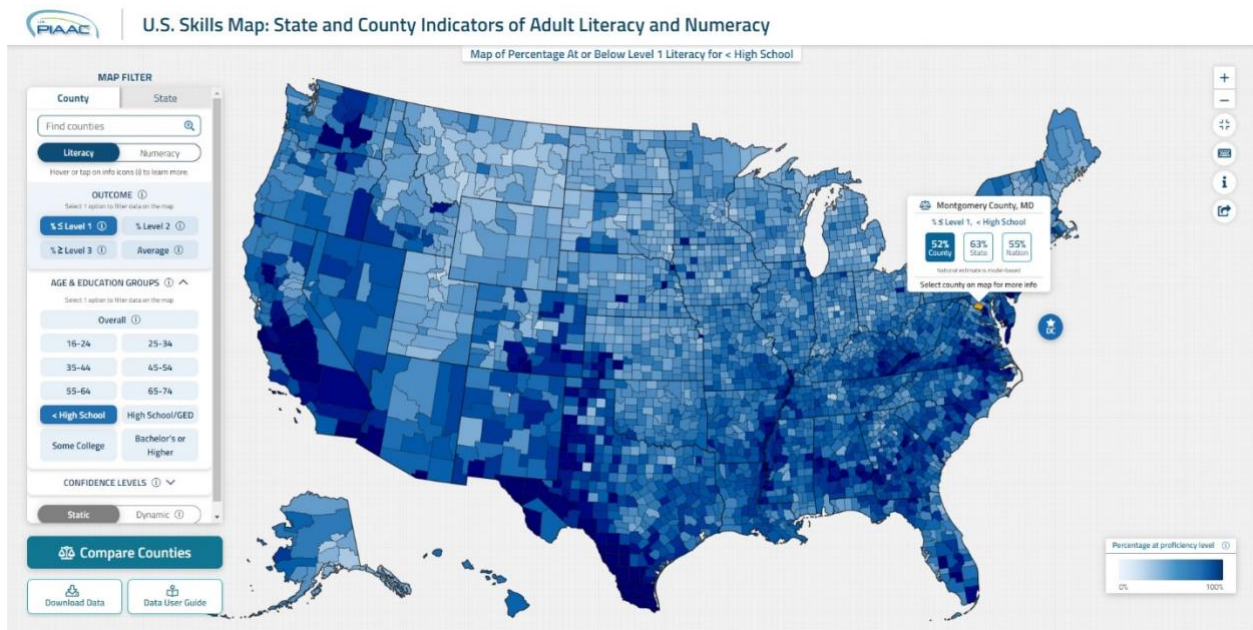 PIAAC
U.S. Skills Map: State and County Indicators of Adult Literacy and Numeracy
Map of Percentage At or Below Level 1 Literacy for < High School
MAP FILTER
County State
Find counties
Literacy Numeracy
Hover or tap on info icons (i) to learn more.
OUTCOME
Select 1 option to filter data on the map
% ≤ Level 1 % Level 2
% ≥ Level 3 Average
AGE & EDUCATION GROUPS
Select 1 option to filter data on the map
Overall
16-24 25-34
35-44 45-54
55-64 65-74
< High School High School/GED
Some College Bachelor's or
Higher
CONFIDENCE LEVELS
Static Dynamic
Compare Counties
Download Data Data User Guide
Montgomery County, MD
% ≤ Level 1, < High School
52% 63% 55%
County State Nation
National estimate is model-based
Select county on map for more info
DC
Percentage at proficiency level
0% 100%